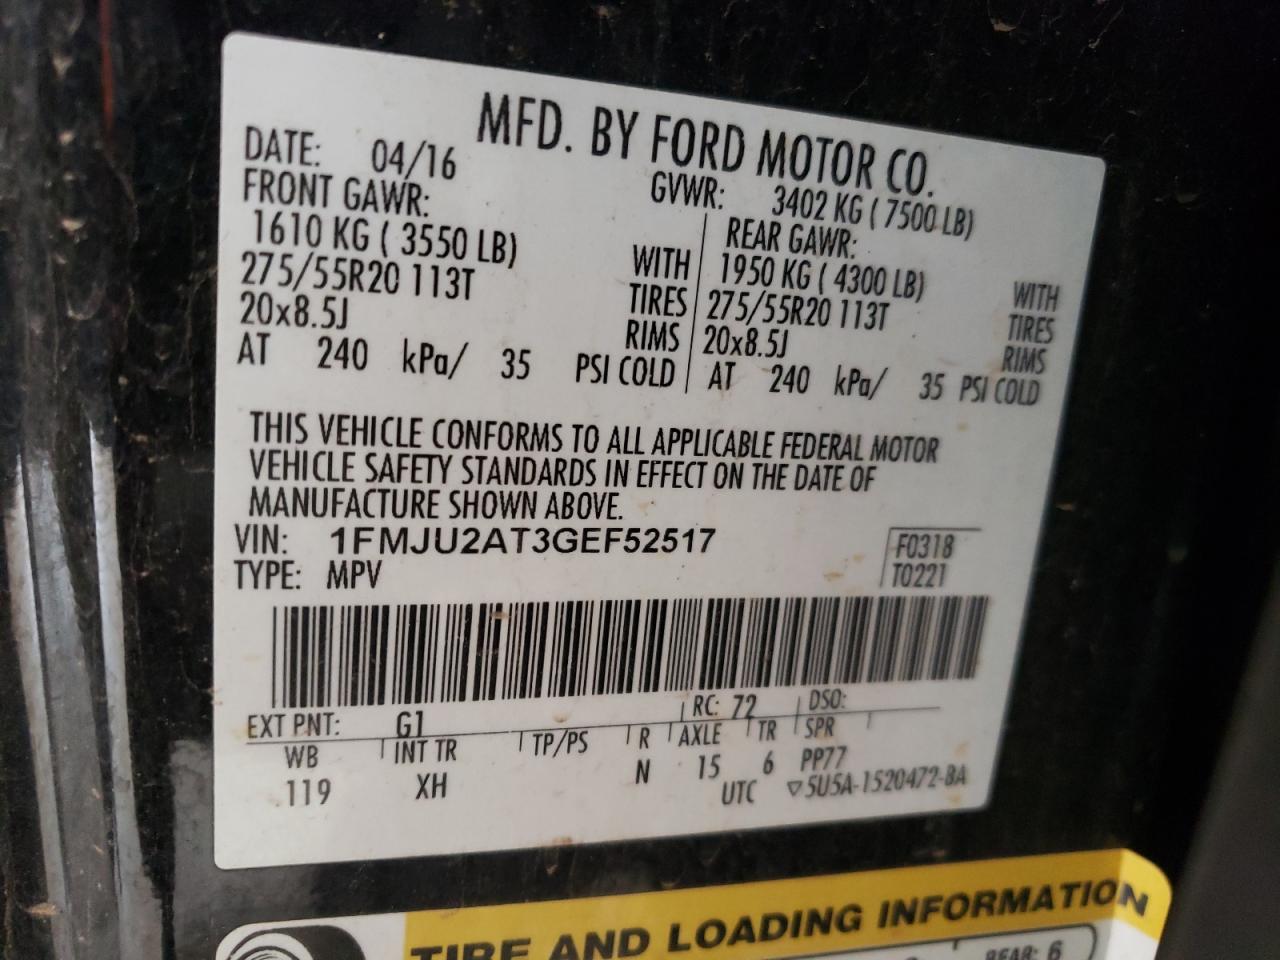 MFD. BY FORD MOTOR CO.
DATE: 04/16 GVWR: 3402 KG ( 7500 LB)
FRONT GAWR: REAR GAWR:
1610 KG ( 3550 LB) WITH 1950 KG ( 4300 LB) WITH
275/55R20 113T TIRES 275/55R20 113T TIRES
20x8.5J RIMS 20x8.5J RIMS
AT 240 kPa/ 35 PSI COLD AT 240 kPa/ 35 PSI COLD
THIS VEHICLE CONFORMS TO ALL APPLICABLE FEDERAL MOTOR
VEHICLE SAFETY STANDARDS IN EFFECT ON THE DATE OF
MANUFACTURE SHOWN ABOVE.
VIN: 1FMJU2AT3GEF52517 F0318
TYPE: MPV T0221
EXT PNT: G1 RC: 72 DSO:
WB INT TR TP/PS R AXLE TR SPR
119 XH N 15 6 PP77
UTC ▽5U5A-1520472-BA
TIRE AND LOADING INFORMATION
REAR: 6